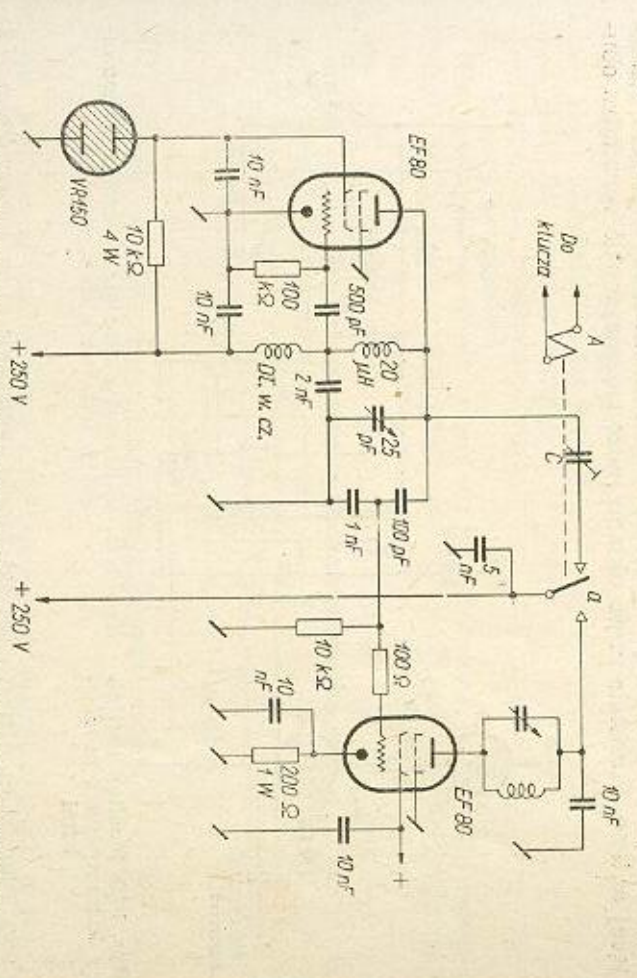 10 nF
A
a
Do
klucza
C
5
nF
EF80
EF80
+
100 Ω
100 pF
20
µH
25
pF
500 pF
1 nF
10 nF
10 kΩ
2 nF
100
kΩ
10
nF
200 Ω
1 W
10 nF
Dł. w. cz.
10 nF
10 kΩ
4 W
VR150
+ 250 V
+ 250 V